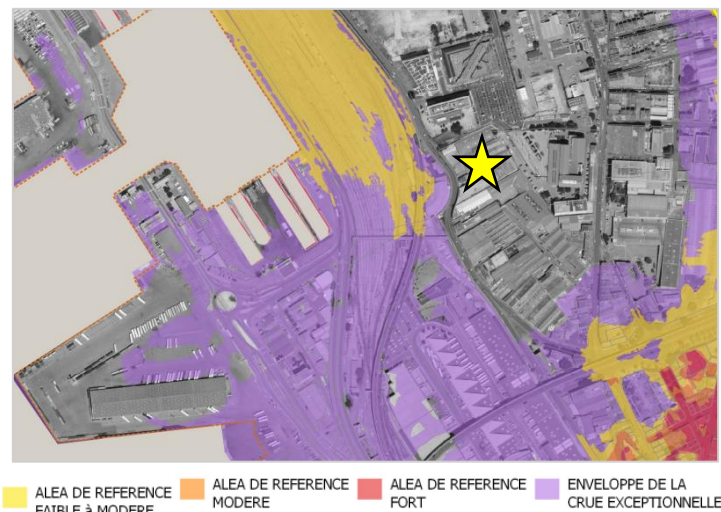 ALEA DE REFERENCE
FAIBLE à MODERE
ALEA DE REFERENCE
MODERE
ALEA DE REFERENCE
FORT
ENVELOPPE DE LA
CRUE EXCEPTIONNELLE